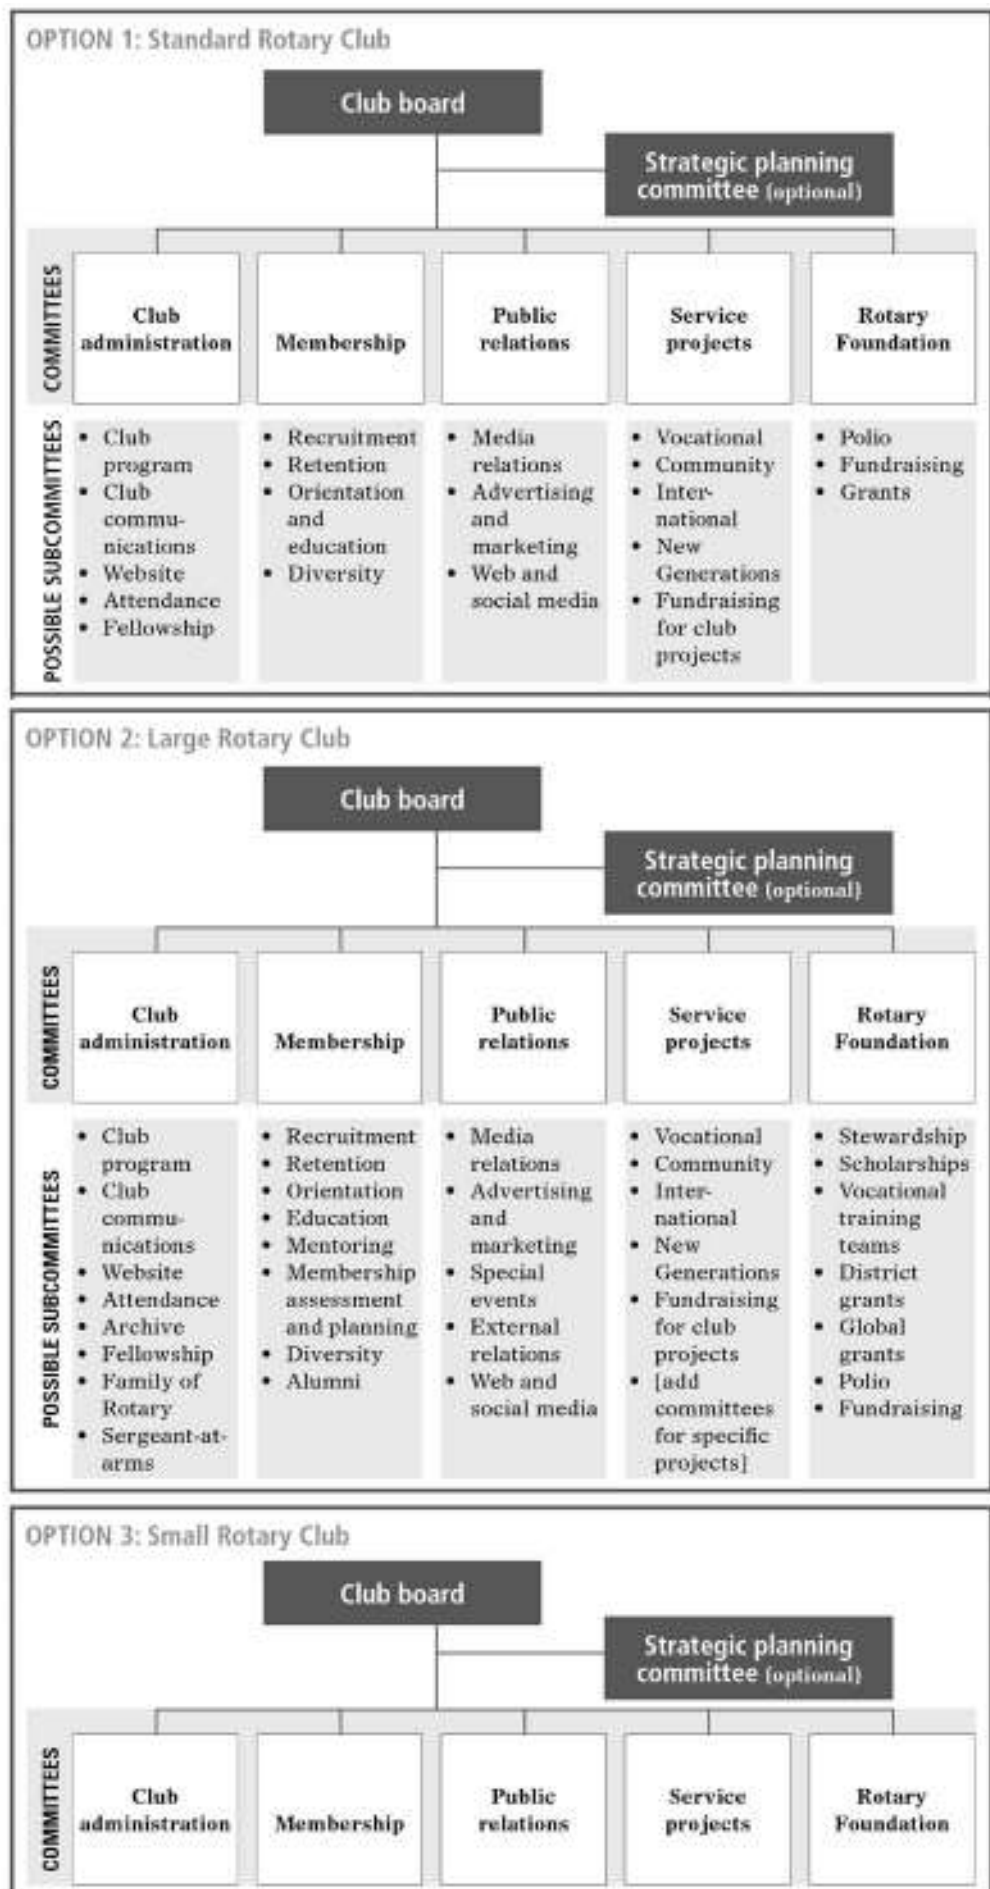 OPTION 1: Standard Rotary Club
Club board
Strategic planning
committee (optional)
COMMITTEES
Club
administration
Membership
Public
relations
Service
projects
Rotary
Foundation
POSSIBLE SUBCOMMITTEES
• Club
program
• Club
commu-
nications
• Website
• Attendance
• Fellowship
• Recruitment
• Retention
• Orientation
and
education
• Diversity
• Media
relations
• Advertising
and
marketing
• Web and
social media
• Vocational
• Community
• Inter-
national
• New
Generations
• Fundraising
for club
projects
• Polio
• Fundraising
• Grants
OPTION 2: Large Rotary Club
Club board
Strategic planning
committee (optional)
COMMITTEES
Club
administration
Membership
Public
relations
Service
projects
Rotary
Foundation
POSSIBLE SUBCOMMITTEES
• Club
program
• Club
commu-
nications
• Website
• Attendance
• Archive
• Fellowship
• Family of
Rotary
• Sergeant-at-
arms
• Recruitment
• Retention
• Orientation
• Education
• Mentoring
• Membership
assessment
and planning
• Diversity
• Alumni
• Media
relations
• Advertising
and
marketing
• Special
events
• External
relations
• Web and
social media
• Vocational
• Community
• Inter-
national
• New
Generations
• Fundraising
for club
projects
• [add
committees
for specific
projects]
• Stewardship
• Scholarships
• Vocational
training
teams
• District
grants
• Global
grants
• Polio
• Fundraising
OPTION 3: Small Rotary Club
Club board
Strategic planning
committee (optional)
COMMITTEES
Club
administration
Membership
Public
relations
Service
projects
Rotary
Foundation